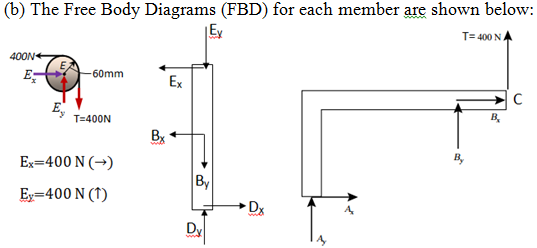 (b) The Free Body Diagrams (FBD) for each member are shown below:
Ey
T= 400 N
400N
E
Ex
60mm
Ex
C
Bx
Ey
T=400N
Bx
By
Ex=400 N (→)
By
Ey=400 N (↑)
Dx
Ax
Dy
Ay